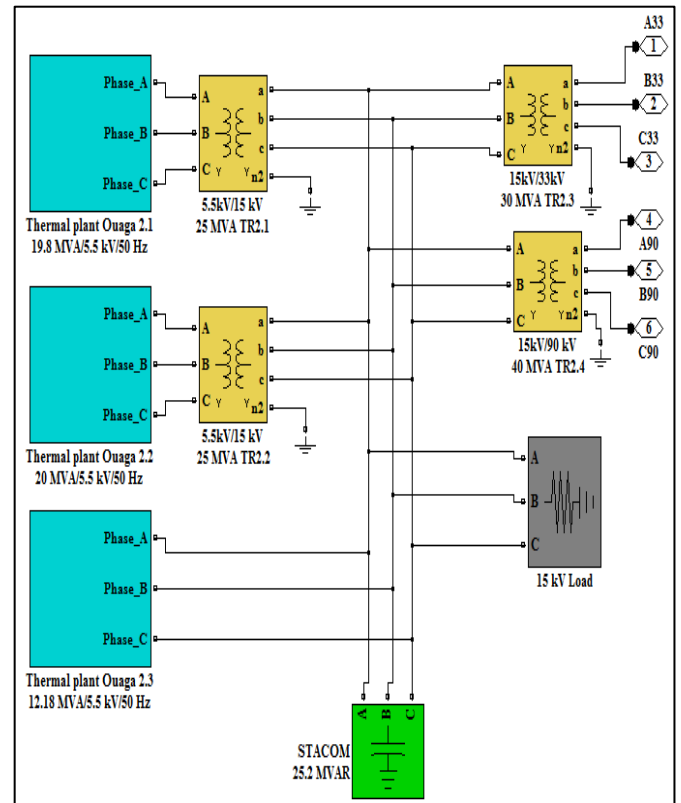 Phase_A
Phase_B
Phase_C
Thermal plant Ouaga 2.1
19.8 MVA/5.5 kV/50 Hz
A a
B b
C c
Y Y n2
5.5kV/15 kV
25 MVA TR2.1
A a
B b
C c
Y Y n2
15kV/33kV
30 MVA TR2.3
A33
1
B33
2
C33
3
A a
B b
C c
Y Y n2
15kV/90 kV
40 MVA TR2.4
4
A90
5
B90
6
C90
Phase_A
Phase_B
Phase_C
Thermal plant Ouaga 2.2
20 MVA/5.5 kV/50 Hz
A a
B b
C c
Y Y n2
5.5kV/15 kV
25 MVA TR2.2
A
B
C
15 kV Load
Phase_A
Phase_B
Phase_C
Thermal plant Ouaga 2.3
12.18 MVA/5.5 kV/50 Hz
A B C
STACOM
25.2 MVAR